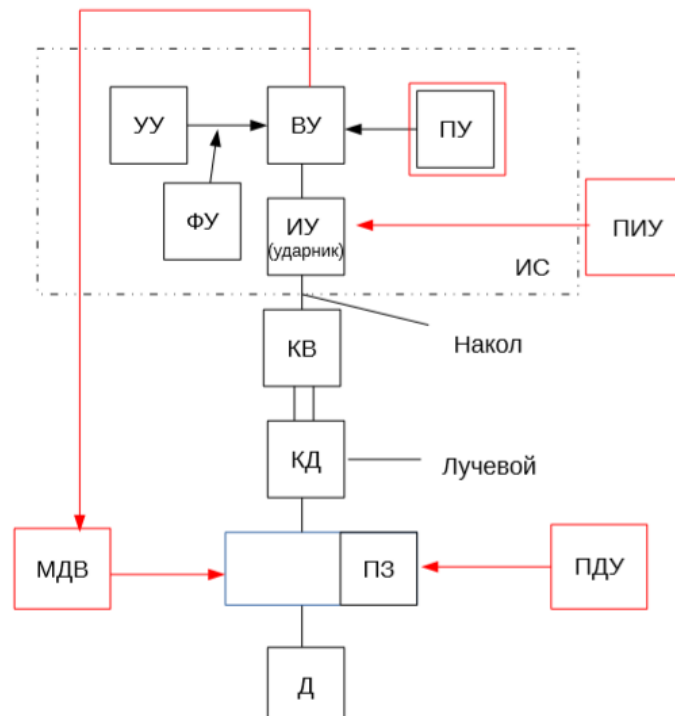 УУ
ВУ
ПУ
ФУ
ИУ
(ударник)
ПИУ
ИС
КВ
Накол
КД
Лучевой
МДВ
ПЗ
ПДУ
Д